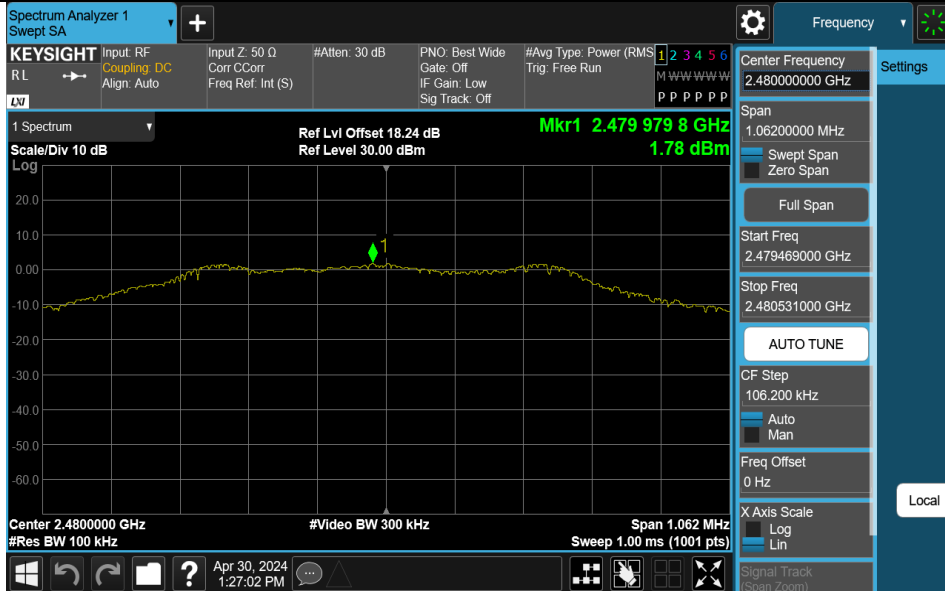 Spectrum Analyzer 1
Swept SA
+
Frequency
KEYSIGHT
R L
LXI
Input: RF
Coupling: DC
Align: Auto
Input Z: 50 Ω
Corr CCorr
Freq Ref: Int (S)
#Atten: 30 dB
PNO: Best Wide
Gate: Off
IF Gain: Low
Sig Track: Off
#Avg Type: Power (RMS
Trig: Free Run
1 2 3 4 5 6
M W W W W W
P P P P P P
1 Spectrum
Scale/Div 10 dB
Ref Lvl Offset 18.24 dB
Ref Level 30.00 dBm
Mkr1 2.479 979 8 GHz
1.78 dBm
Log
20.0
10.0
0.00
-10.0
-20.0
-30.0
-40.0
-50.0
-60.0
1
Center 2.4800000 GHz
#Res BW 100 kHz
#Video BW 300 kHz
Span 1.062 MHz
Sweep 1.00 ms (1001 pts)
?
Apr 30, 2024
1:27:02 PM
Center Frequency
2.480000000 GHz
Span
1.06200000 MHz
Swept Span
Zero Span
Full Span
Start Freq
2.479469000 GHz
Stop Freq
2.480531000 GHz
AUTO TUNE
CF Step
106.200 kHz
Auto
Man
Freq Offset
0 Hz
X Axis Scale
Log
Lin
Signal Track
(Span Zoom)
Settings
Local